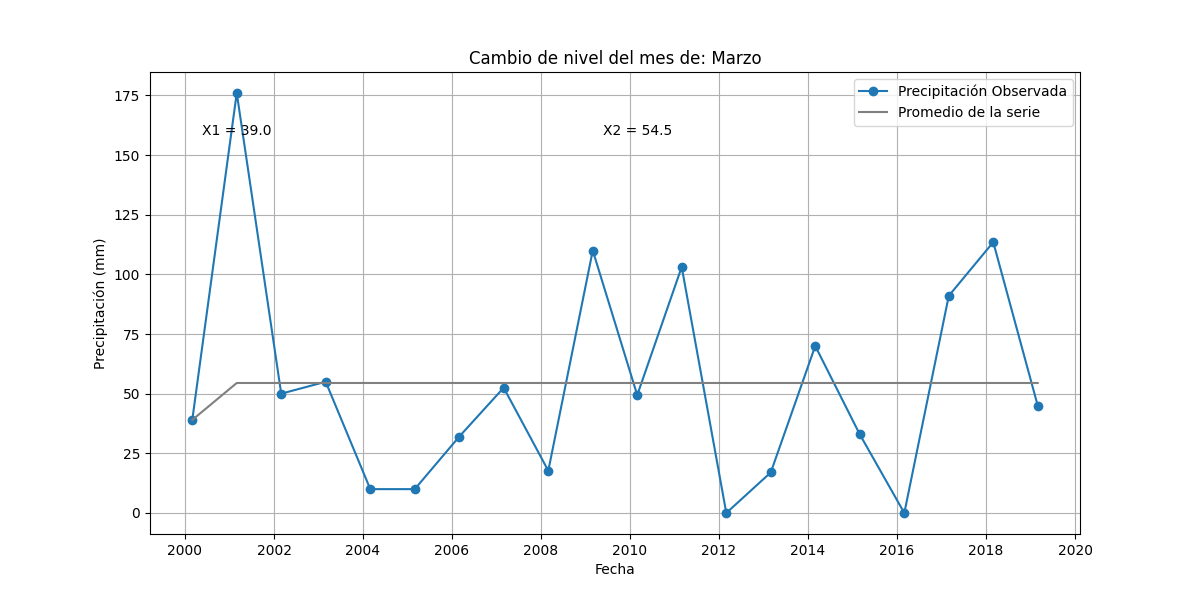 Cambio de nivel del mes de: Marzo
Precipitación Observada
Promedio de la serie
X1 = 39.0
X2 = 54.5
Precipitación (mm)
175
150
125
100
75
50
25
0
2000 2002 2004 2006 2008 2010 2012 2014 2016 2018 2020
Fecha